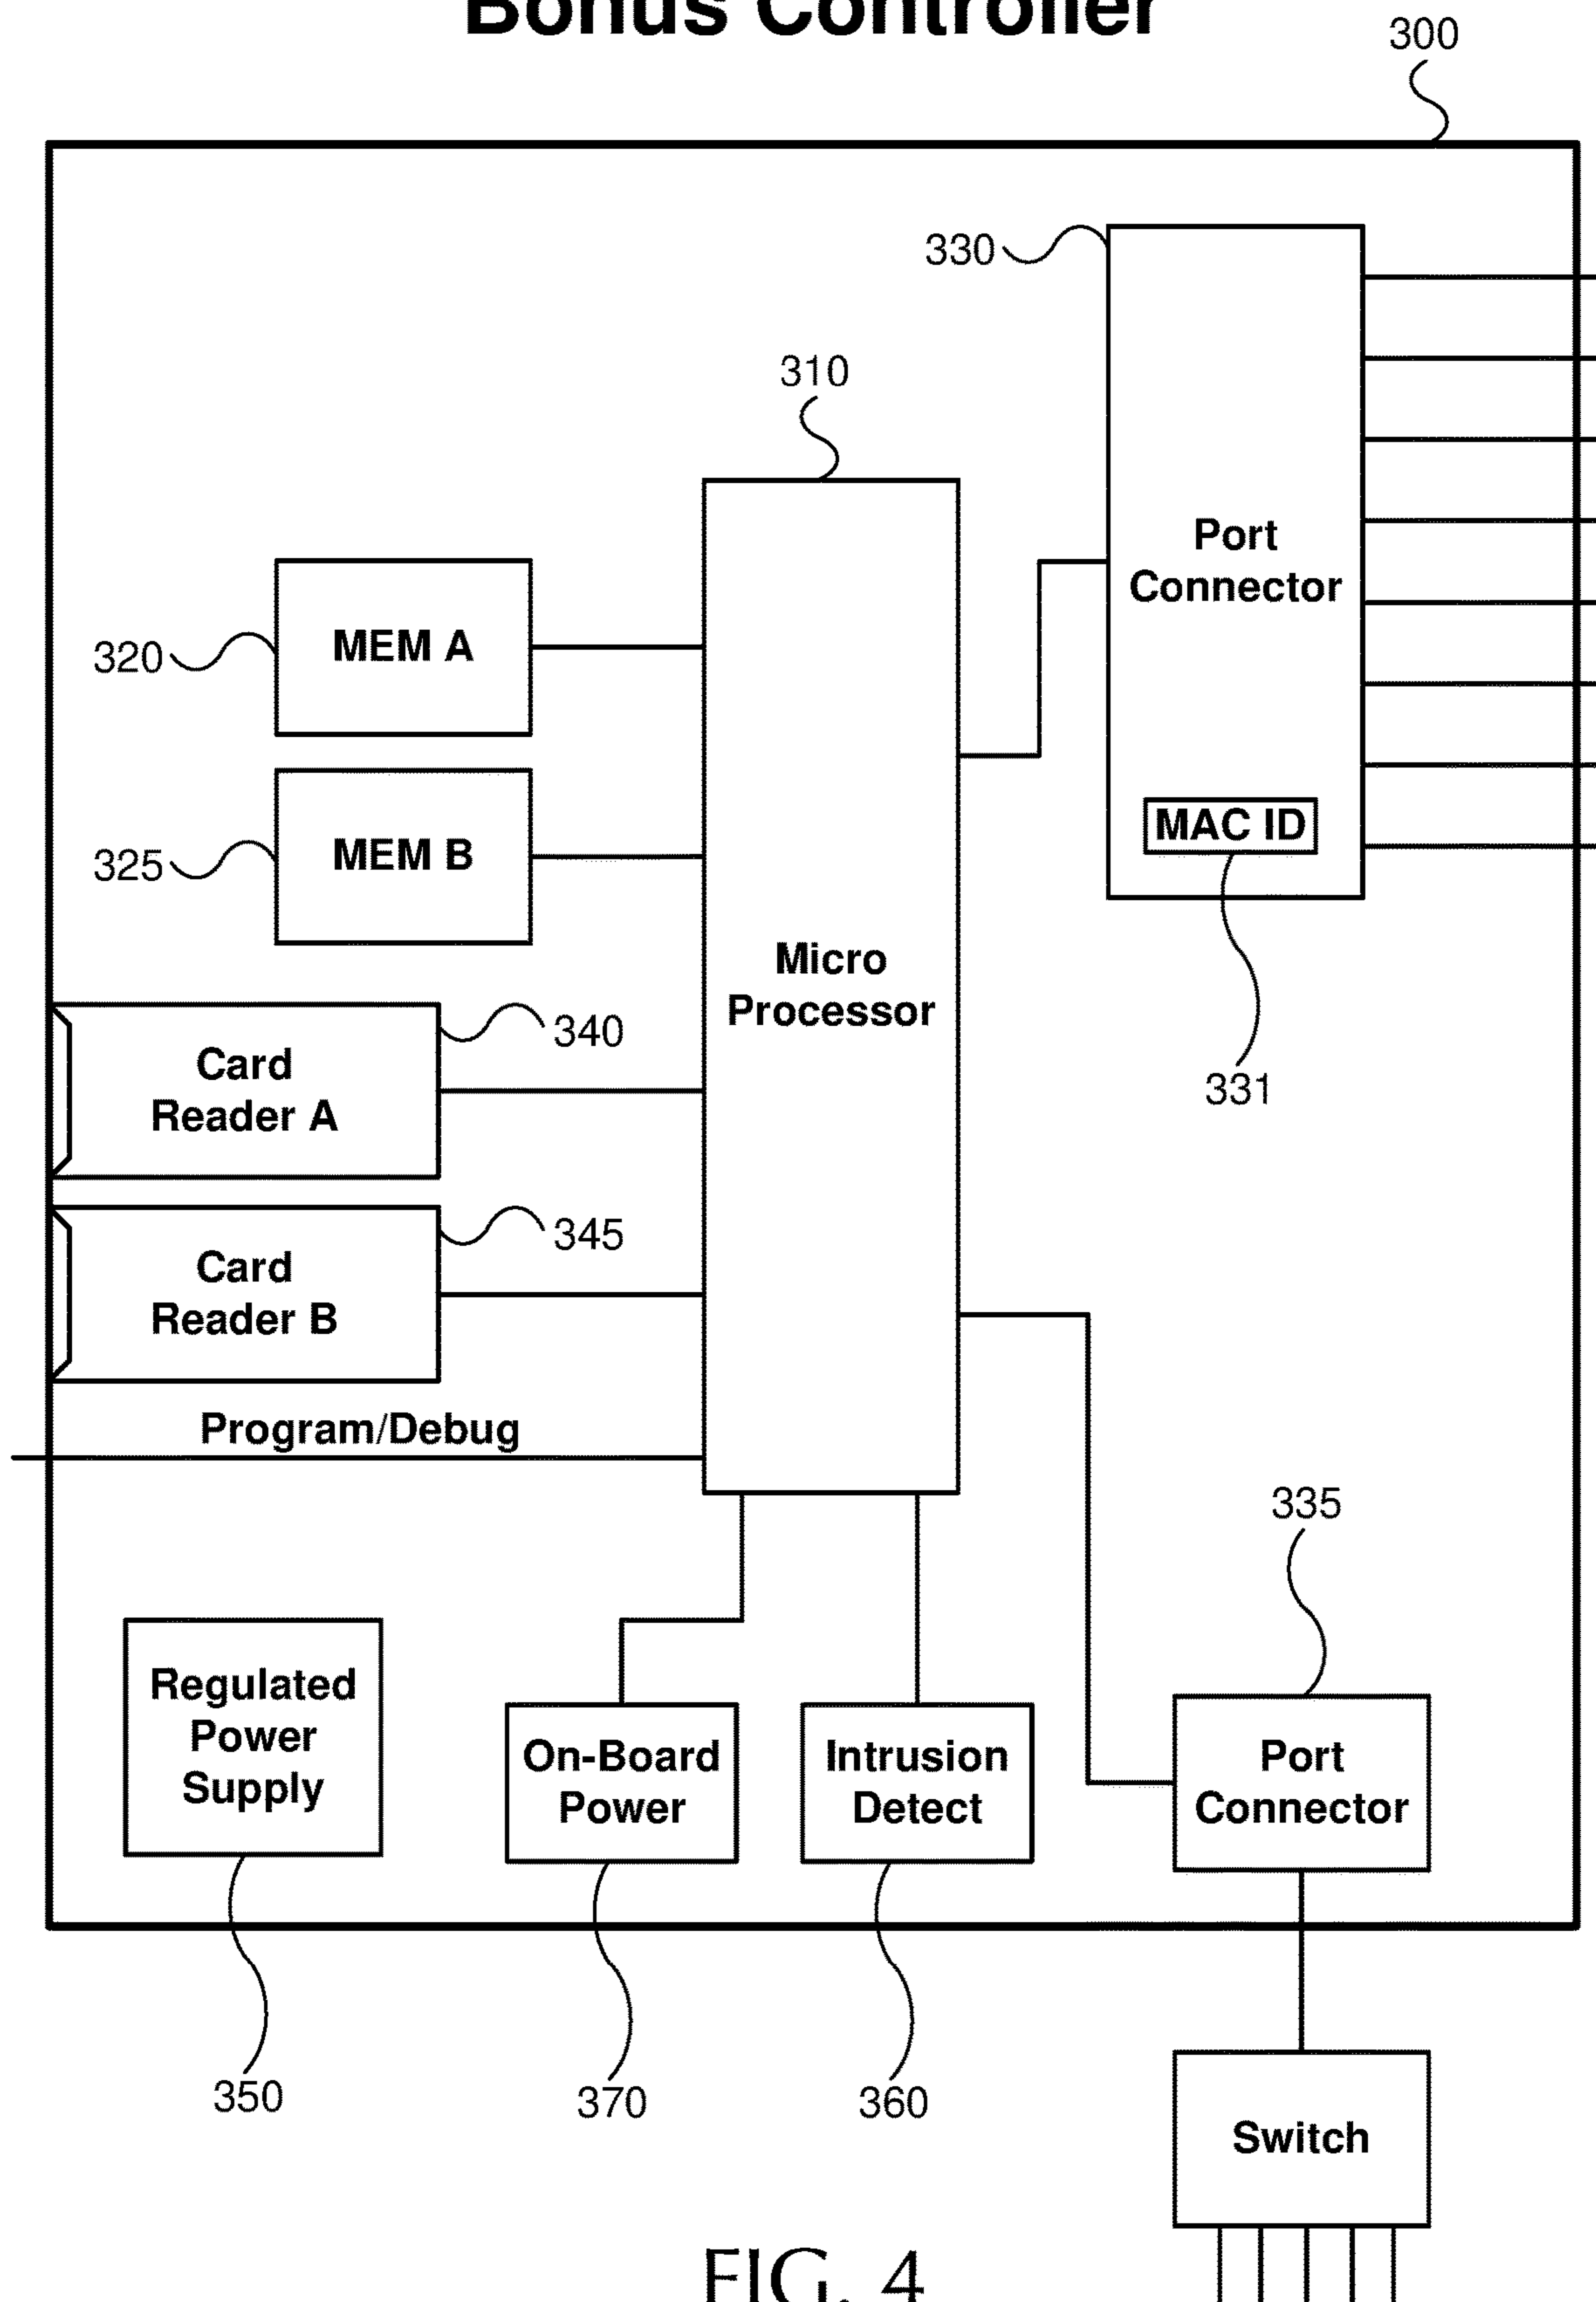 Bonus Controller
300
330
310
Port
Connector
320
MEM A
MAC ID
325
MEM B
Micro
Processor
340
Card
Reader A
331
345
Card
Reader B
Program/Debug
335
Regulated
Power
Supply
On-Board
Power
Intrusion
Detect
Port
Connector
350
370
360
Switch
FIG. 4